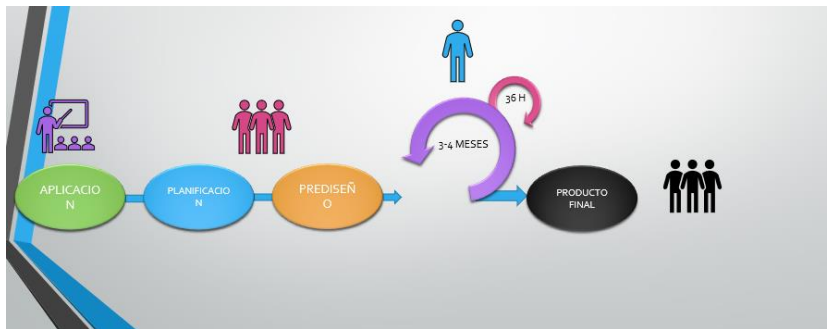 APLICACIO
N
PLANIFICACIO
N
PREDISEÑ
O
3-4 MESES
36 H
PRODUCTO
FINAL